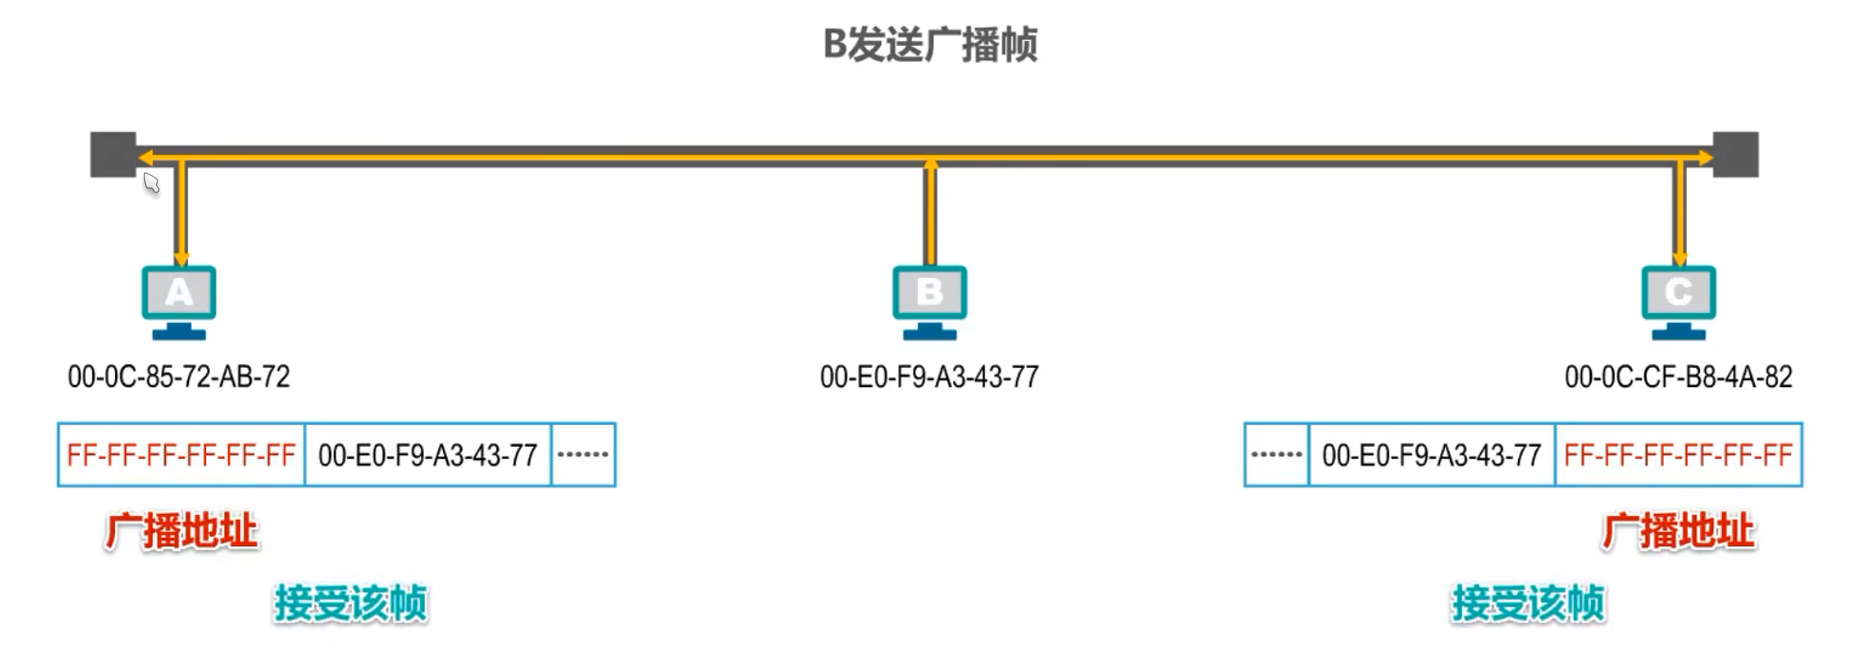 B发送广播帧
A
B
C
00-0C-85-72-AB-72
00-E0-F9-A3-43-77
00-0C-CF-B8-4A-82
FF-FF-FF-FF-FF-FF 00-E0-F9-A3-43-77 ······
······ 00-E0-F9-A3-43-77 FF-FF-FF-FF-FF-FF
广播地址
广播地址
接受该帧
接受该帧